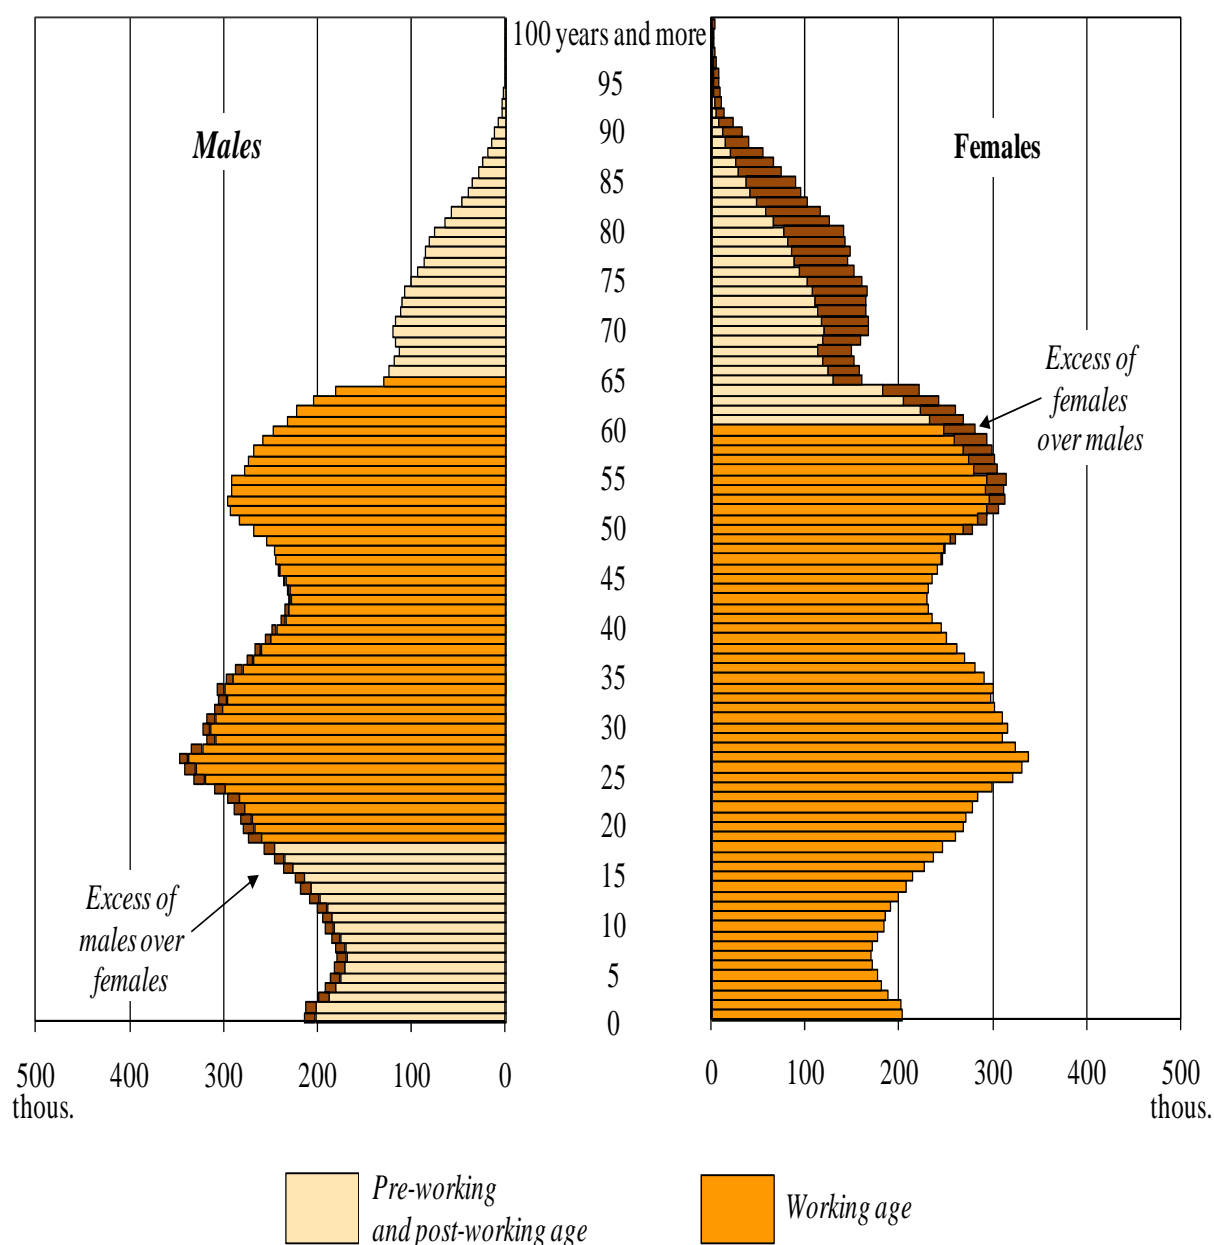 100 years and more
95
90
85
80
75
70
65
60
55
50
45
40
35
30
25
20
15
10
5
0
Males
Females
Excess of
females
over males
Excess of
males over
females
500 400 300 200 100 0
thous.
0 100 200 300 400 500
thous.
Pre-working
and post-working age
Working age